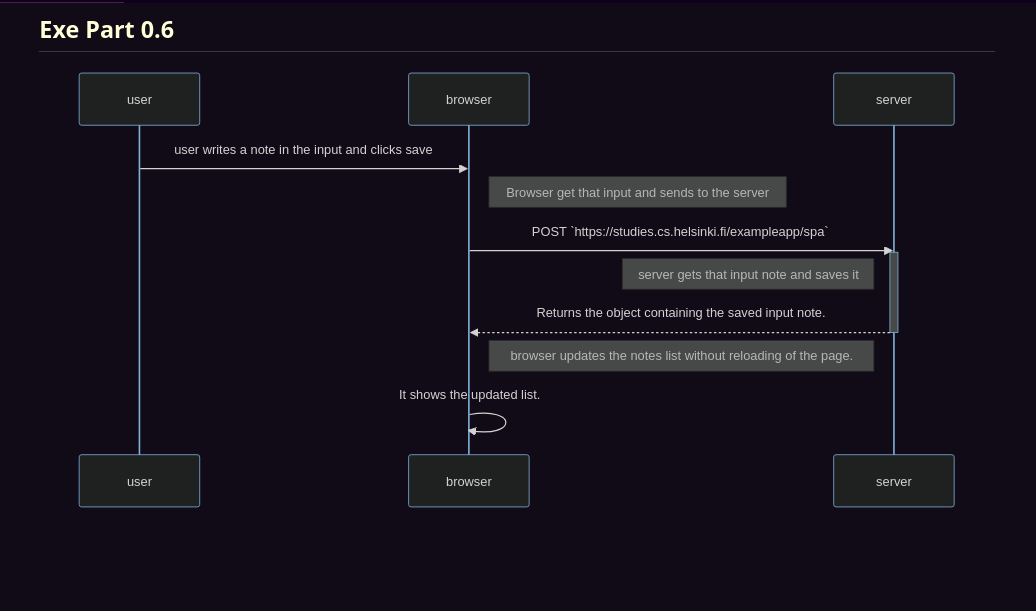 Exe Part 0.6
user
browser
server
user writes a note in the input and clicks save
Browser get that input and sends to the server
POST `https://studies.cs.helsinki.fi/exampleapp/spa`
server gets that input note and saves it
Returns the object containing the saved input note.
browser updates the notes list without reloading of the page.
It shows the updated list.
user
browser
server